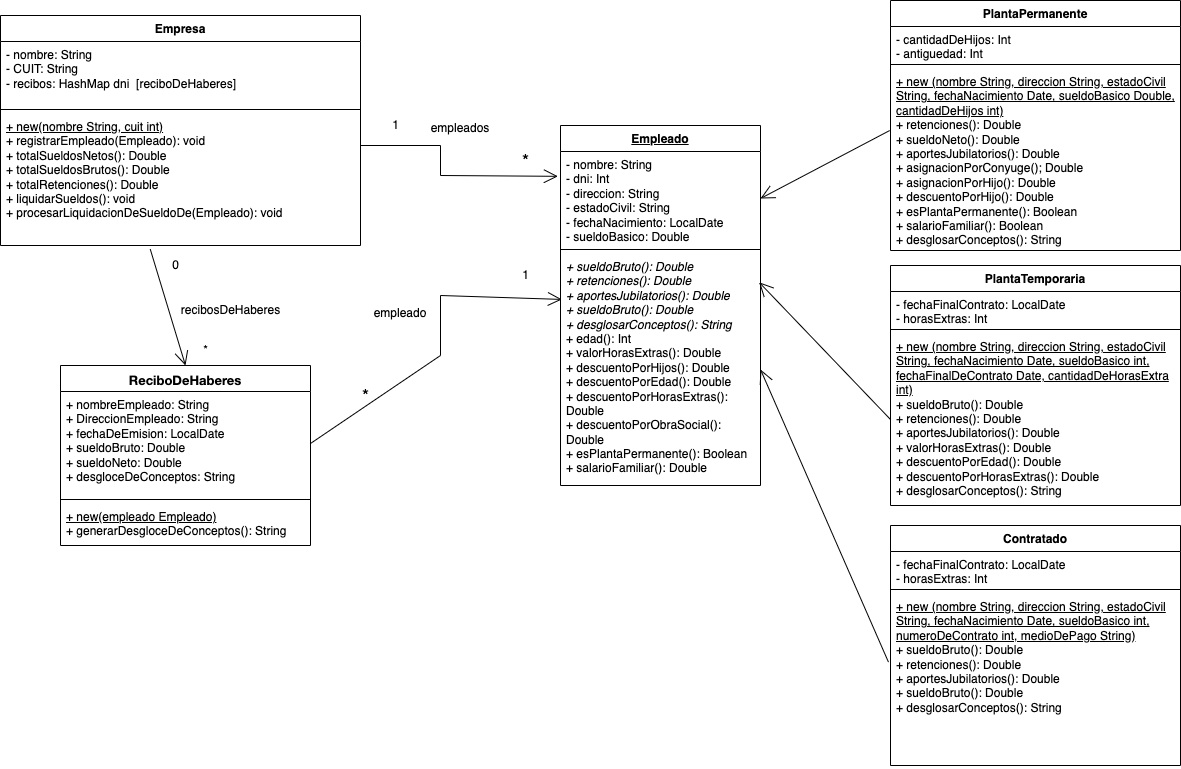 Empresa
- nombre: String
- CUIT: String
- recibos: HashMap dni  [reciboDeHaberes]
+ new(nombre String, cuit int)
+ registrarEmpleado(Empleado): void
+ totalSueldosNetos(): Double
+ totalSueldosBrutos(): Double
+ totalRetenciones(): Double
+ liquidarSueldos(): void
+ procesarLiquidacionDeSueldoDe(Empleado): void
1
empleados
*
0
recibosDeHaberes
*
1
empleado
*
ReciboDeHaberes
+ nombreEmpleado: String
+ DireccionEmpleado: String
+ fechaDeEmision: LocalDate
+ sueldoBruto: Double
+ sueldoNeto: Double
+ desgloceDeConceptos: String
+ new(empleado Empleado)
+ generarDesgloceDeConceptos(): String
Empleado
- nombre: String
- dni: Int
- direccion: String
- estadoCivil: String
- fechaNacimiento: LocalDate
- sueldoBasico: Double
+ sueldoBruto(): Double
+ retenciones(): Double
+ aportesJubilatorios(): Double
+ sueldoBruto(): Double
+ desglosarConceptos(): String
+ edad(): Int
+ valorHorasExtras(): Double
+ descuentoPorHijos(): Double
+ descuentoPorEdad(): Double
+ descuentoPorHorasExtras():
Double
+ descuentoPorObraSocial():
Double
+ esPlantaPermanente(): Boolean
+ salarioFamiliar(): Double
PlantaPermanente
- cantidadDeHijos: Int
- antiguedad: Int
+ new (nombre String, direccion String, estadoCivil
String, fechaNacimiento Date, sueldoBasico Double,
cantidadDeHijos int)
+ retenciones(): Double
+ sueldoNeto(): Double
+ aportesJubilatorios(): Double
+ asignacionPorConyuge(); Double
+ asignacionPorHijo(): Double
+ descuentoPorHijo(): Double
+ esPlantaPermanente(): Boolean
+ salarioFamiliar(): Boolean
+ desglosarConceptos(): String
PlantaTemporaria
- fechaFinalContrato: LocalDate
- horasExtras: Int
+ new (nombre String, direccion String, estadoCivil
String, fechaNacimiento Date, sueldoBasico int,
fechaFinalDeContrato Date, cantidadDeHorasExtra
int)
+ sueldoBruto(): Double
+ retenciones(): Double
+ aportesJubilatorios(): Double
+ valorHorasExtras(): Double
+ descuentoPorEdad(): Double
+ descuentoPorHorasExtras(): Double
+ desglosarConceptos(): String
Contratado
- fechaFinalContrato: LocalDate
- horasExtras: Int
+ new (nombre String, direccion String, estadoCivil
String, fechaNacimiento Date, sueldoBasico int,
numeroDeContrato int, medioDePago String)
+ sueldoBruto(): Double
+ retenciones(): Double
+ aportesJubilatorios(): Double
+ sueldoBruto(): Double
+ desglosarConceptos(): String